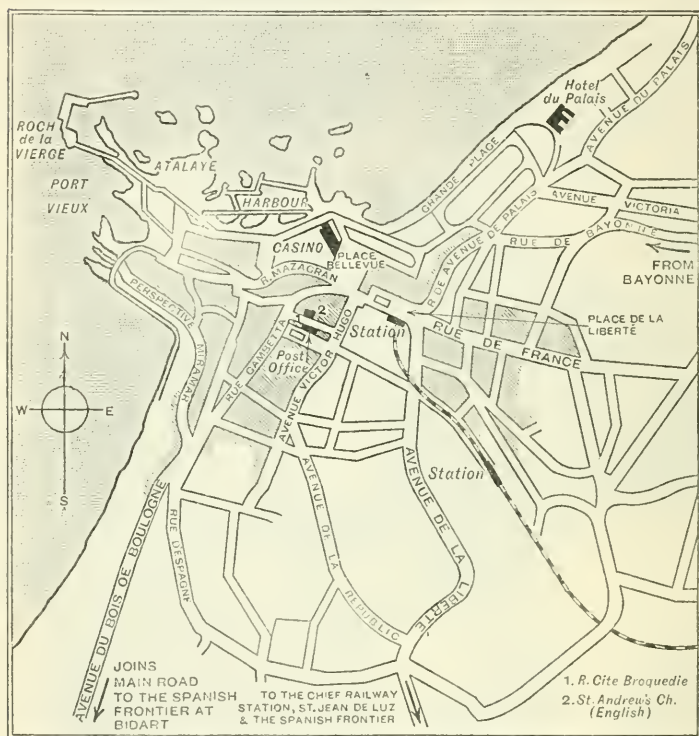 Hotel
du Palais
AVENUE DU PALAIS
ROCH
de la
VIERGE
ATALAYE
GRANDE PLAGE
PORT
VIEUX
HARBOUR
AVENUE VICTORIA
RUE DE BAYONNE
CASINO
PLACE
BELLEVUE
R. DE AVENUE DE PALAIS
FROM
BAYONNE
R. MAZAGRAN
PERSPECTIVE MIRAMAR
1
2
Station
PLACE DE LA
LIBERTÉ
RUE DE FRANCE
RUE GAMBETTA
Post
Office
AVENUE VICTOR HUGO
N
W
E
S
Station
AVENUE DU BOIS DE BOULOGNE
RUE D'ESPAGNE
AVENUE DE LA REPUBLIC
AVENUE DE LA LIBERTÉ
JOINS
MAIN ROAD
TO THE SPANISH
FRONTIER AT
BIDART
TO THE CHIEF RAILWAY
STATION, ST. JEAN DE LUZ
& THE SPANISH FRONTIER
1. R. Cite Broquedie
2. St. Andrew's Ch.
(English)